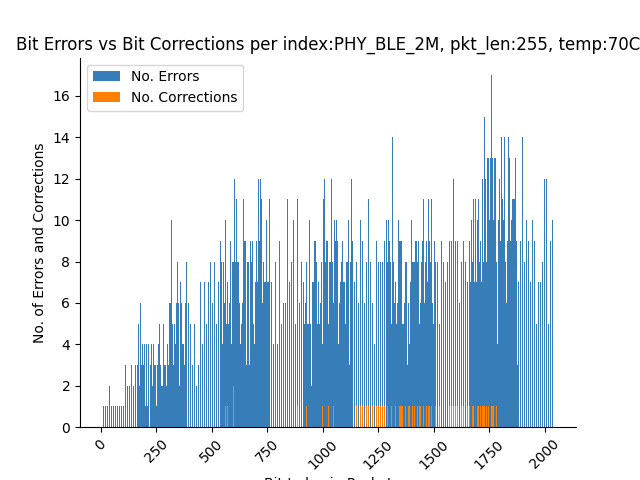 Bit Errors vs Bit Corrections per index:PHY_BLE_2M, pkt_len:255, temp:70C
No. Errors
No. Corrections
No. of Errors and Corrections
16
14
12
10
8
6
4
2
0
0 250 500 750 1000 1250 1500 1750 2000